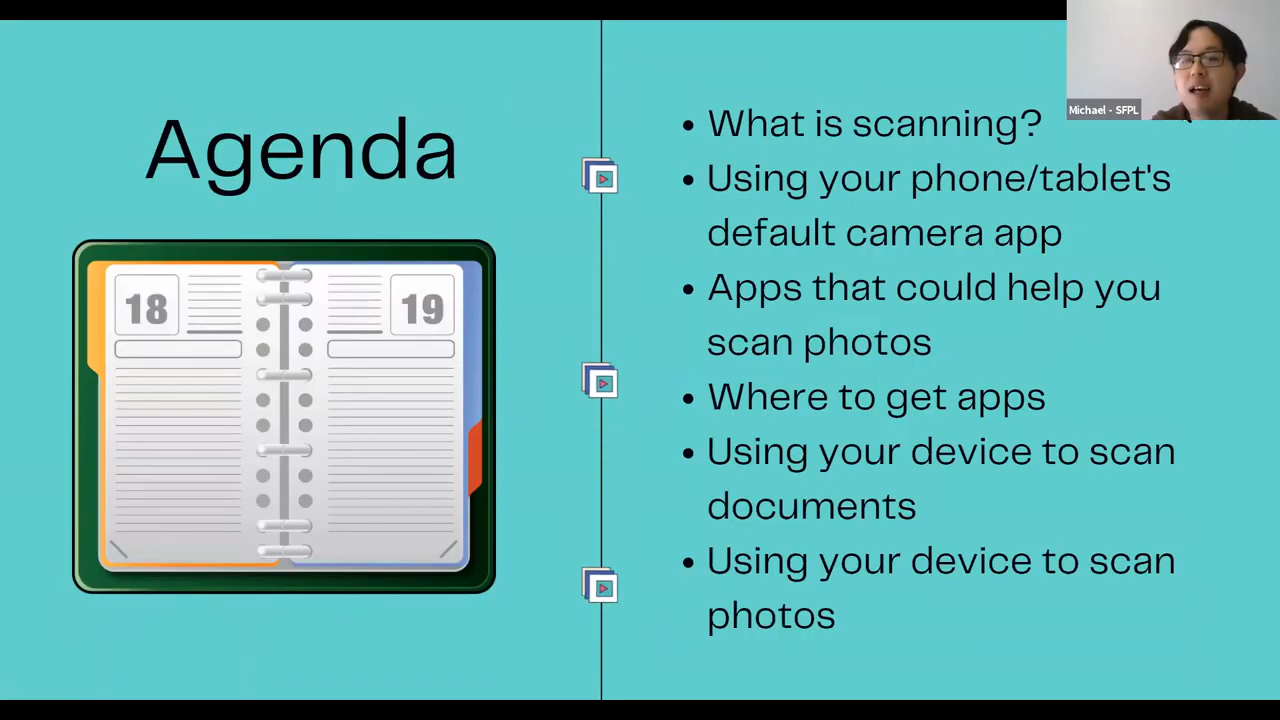 Agenda
18
19
• What is scanning?
• Using your phone/tablet's
default camera app
• Apps that could help you
scan photos
• Where to get apps
• Using your device to scan
documents
• Using your device to scan
photos
Michael - SFPL